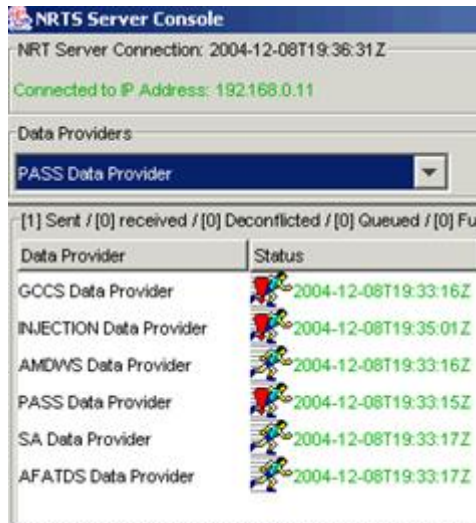 NRTS Server Console
NRT Server Connection: 2004-12-08T19:36:31Z
Connected to IP Address: 192.168.0.11
Data Providers
PASS Data Provider
[1] Sent / [0] received / [0] Deconflicted / [0] Queued / [0] Fu
Data Provider Status
GCCS Data Provider 2004-12-08T19:33:16Z
INJECTION Data Provider 2004-12-08T19:35:01Z
AMDWS Data Provider 2004-12-08T19:33:16Z
PASS Data Provider 2004-12-08T19:33:15Z
SA Data Provider 2004-12-08T19:33:17Z
AFATDS Data Provider 2004-12-08T19:33:17Z